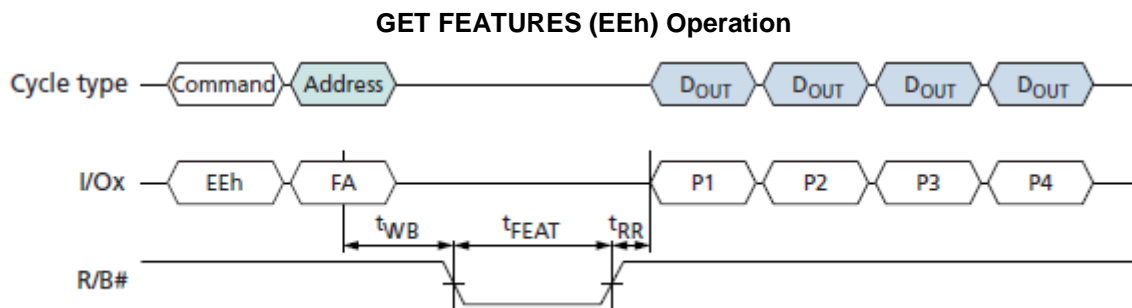 GET FEATURES (EEh) Operation
Cycle type Command Address DOUT DOUT DOUT DOUT
I/Ox EEh FA P1 P2 P3 P4
tWB tFEAT tRR
R/B#